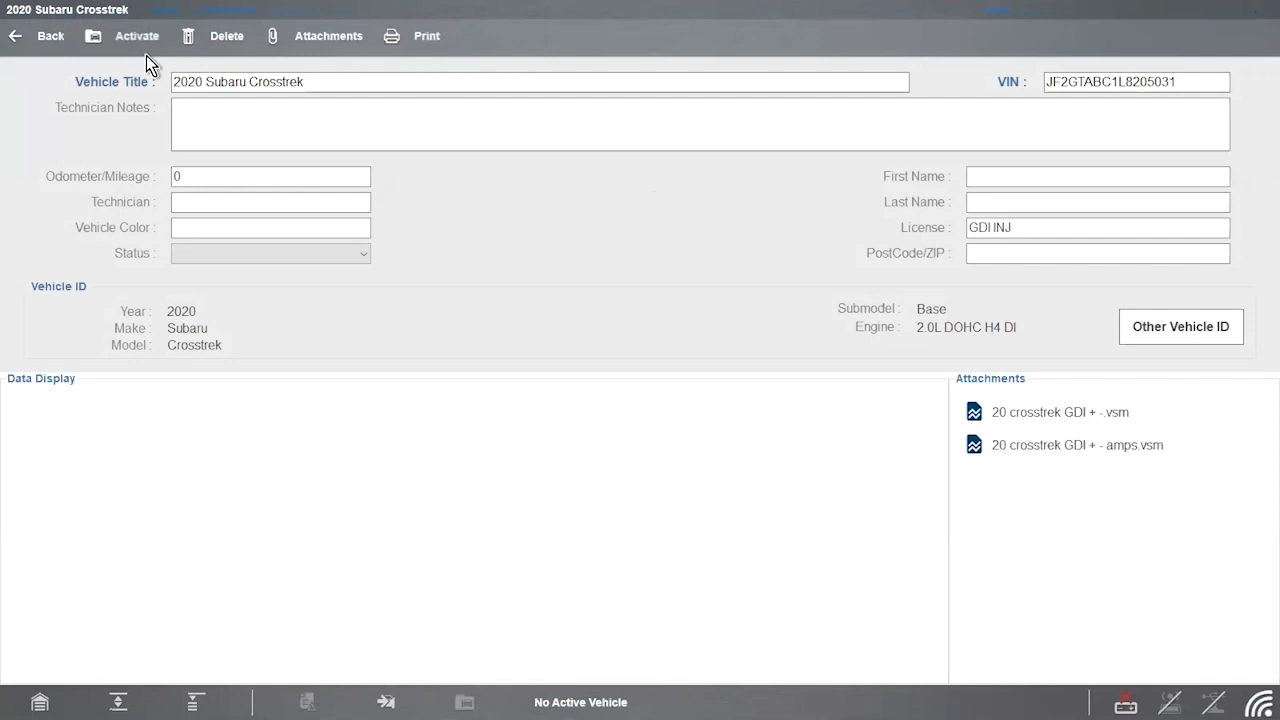 2020 Subaru Crosstrek
Back Activate Delete Attachments Print
Vehicle Title : 2020 Subaru Crosstrek VIN : JF2GTABC1L8205031
Technician Notes :
Odometer/Mileage : 0 First Name :
Technician : Last Name :
Vehicle Color : License : GDI INJ
Status : PostCode/ZIP :
Vehicle ID
Year : 2020 Submodel : Base
Make : Subaru Engine : 2.0L DOHC H4 DI
Model : Crosstrek
Other Vehicle ID
Data Display Attachments
20 crosstrek GDI + -.vsm
20 crosstrek GDI + - amps.vsm
No Active Vehicle